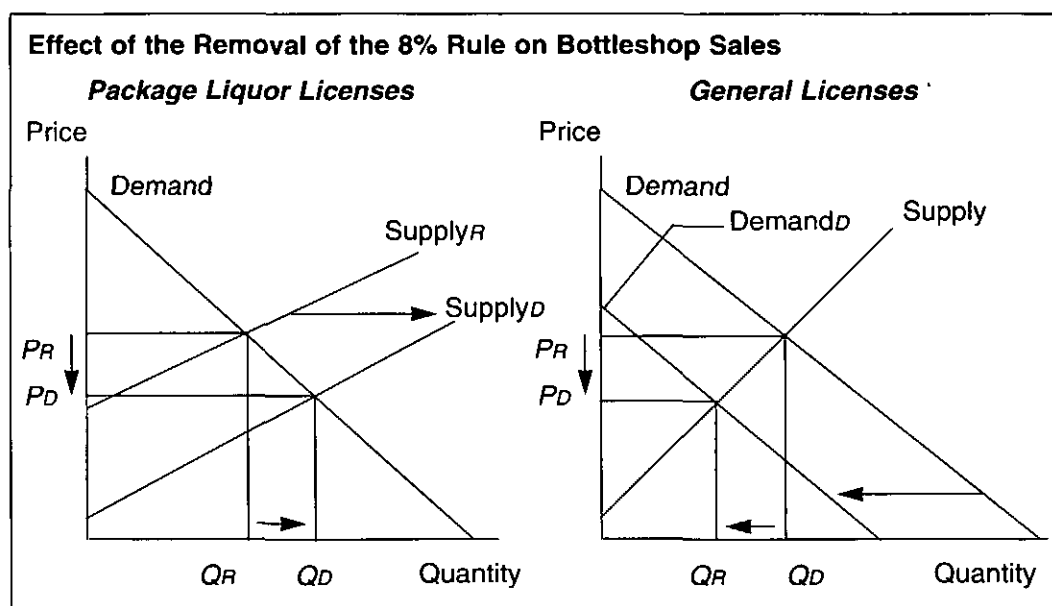 Effect of the Removal of the 8% Rule on Bottleshop Sales
Package Liquor Licenses
Price
Demand
SupplyR
SupplyD
PR
PD
QR QD Quantity
General Licenses
Price
Demand
DemandD
Supply
PR
PD
QR QD Quantity